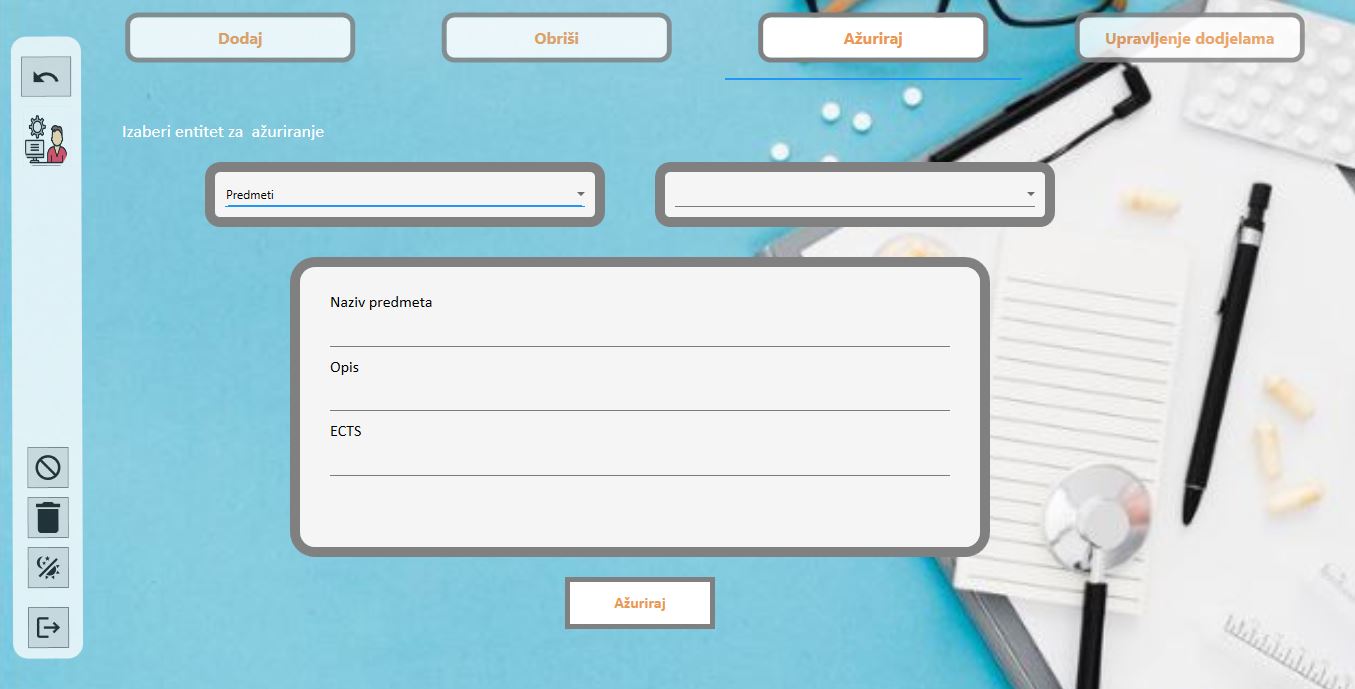 Dodaj
Obriši
Ažuriraj
Upravljenje dodjelama
Izaberi entitet za  ažuriranje
Predmeti
Naziv predmeta
Opis
ECTS
Ažuriraj